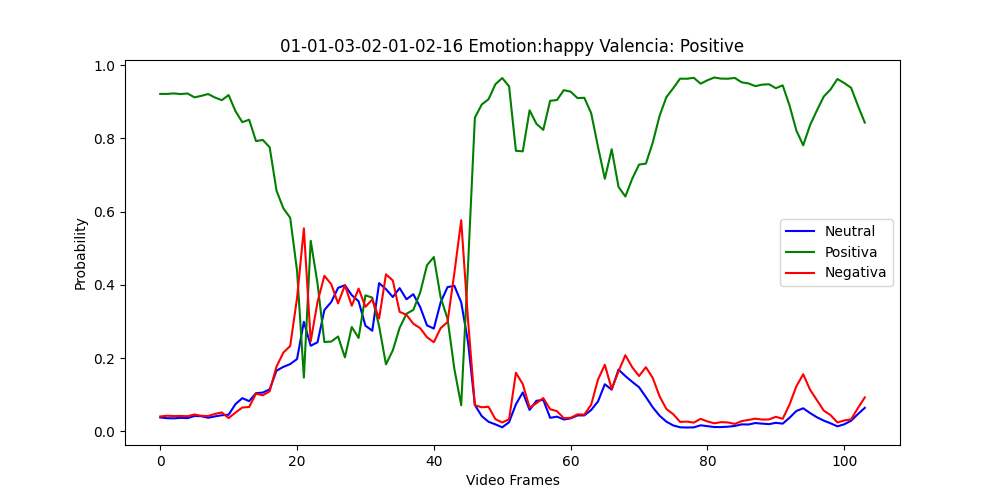 01-01-03-02-01-02-16 Emotion:happy Valencia: Positive
1.0
0.8
0.6
0.4
0.2
0.0
Probability
Neutral
Positiva
Negativa
0 20 40 60 80 100
Video Frames